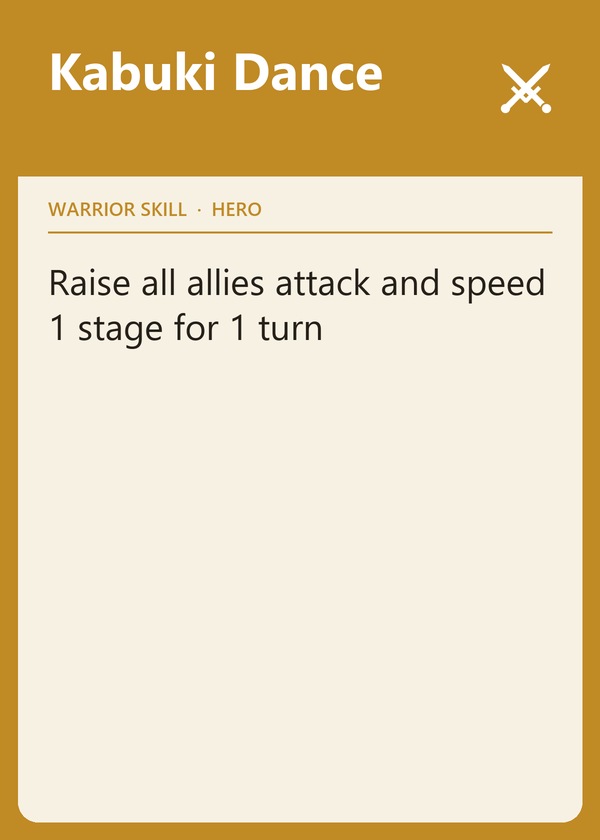 Kabuki Dance
WARRIOR SKILL · HERO
Raise all allies attack and speed
1 stage for 1 turn